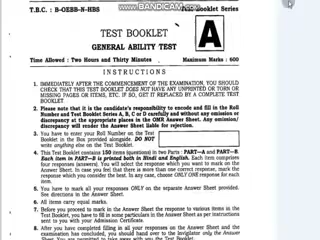 WWW.BANDICAM.COM
T.B.C. : B-OEBB-N-HBS
Test Booklet Series
TEST BOOKLET
GENERAL ABILITY TEST
A
Time Allowed : Two Hours and Thirty Minutes
Maximum Marks : 600
INSTRUCTIONS
1. IMMEDIATELY AFTER THE COMMENCEMENT OF THE EXAMINATION, YOU SHOULD
CHECK THAT THIS TEST BOOKLET DOES NOT HAVE ANY UNPRINTED OR TORN OR
MISSING PAGES OR ITEMS, ETC. IF SO, GET IT REPLACED BY A COMPLETE TEST
BOOKLET.
2. Please note that it is the candidate's responsibility to encode and fill in the Roll
Number and Test Booklet Series A, B, C or D carefully and without any omission or
discrepancy at the appropriate places in the OMR Answer Sheet. Any omission/
discrepancy will render the Answer Sheet liable for rejection.
3. You have to enter your Roll Number on the Test
Booklet in the Box provided alongside. DO NOT
write anything else on the Test Booklet.
4. This Test Booklet contains 150 items (questions) in two Parts : PART—A and PART—B.
Each item in PART—B is printed both in Hindi and English. Each item comprises
four responses (answers). You will select the response which you want to mark on the
Answer Sheet. In case you feel that there is more than one correct response, mark the
response which you consider the best. In any case, choose ONLY ONE response for each
item.
5. You have to mark all your responses ONLY on the separate Answer Sheet provided.
See directions in the Answer Sheet.
6. All items carry equal marks.
7. Before you proceed to mark in the Answer Sheet the response to various items in the
Test Booklet, you have to fill in some particulars in the Answer Sheet as per instructions
sent to you with your Admission Certificate.
8. After you have completed filling in all your responses on the Answer Sheet and the
examination has concluded, you should hand over to the Invigilator only the Answer
Sheet. You are permitted to take away with you the Test Booklet.